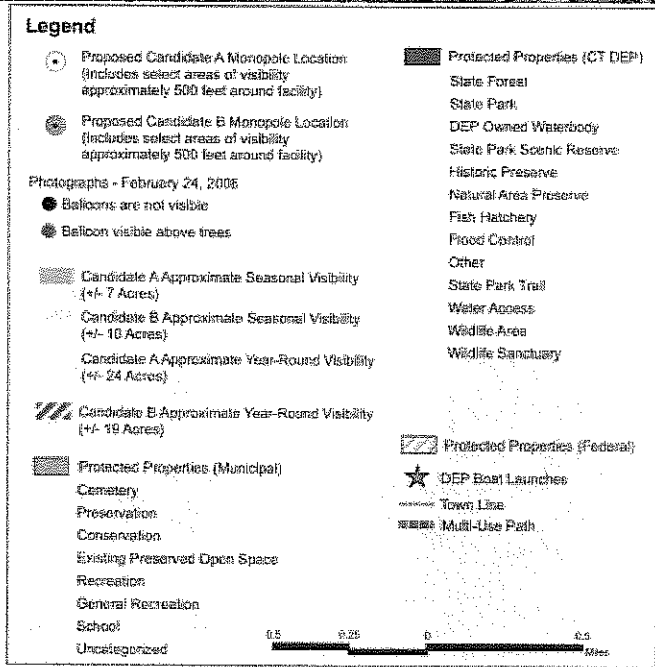 Legend
Proposed Candidate A Monopole Location
(Includes select areas of visibility
approximately 500 feet around facility)
Proposed Candidate B Monopole Location
(Includes select areas of visibility
approximately 500 feet around facility)
Photographs - February 24, 2006
Balloons are not visible
Balloon visible above trees
Candidate A Approximate Seasonal Visibility
(+/- 7 Acres)
Candidate B Approximate Seasonal Visibility
(+/- 10 Acres)
Candidate A Approximate Year-Round Visibility
(+/- 24 Acres)
Candidate B Approximate Year-Round Visibility
(+/- 19 Acres)
Protected Properties (Municipal)
Cemetery
Preservation
Conservation
Existing Preserved Open Space
Recreation
General Recreation
School
Uncategorized
Protected Properties (CT DEP)
State Forest
State Park
DEP Owned Waterbody
State Park Scenic Reserve
Historic Preserve
Natural Area Preserve
Fish Hatchery
Flood Control
Other
State Park Trail
Water Access
Wildlife Area
Wildlife Sanctuary
Protected Properties (Federal)
DEP Boat Launches
Town Line
Multi-Use Path
0.5 0.25 0 0.5
Miles